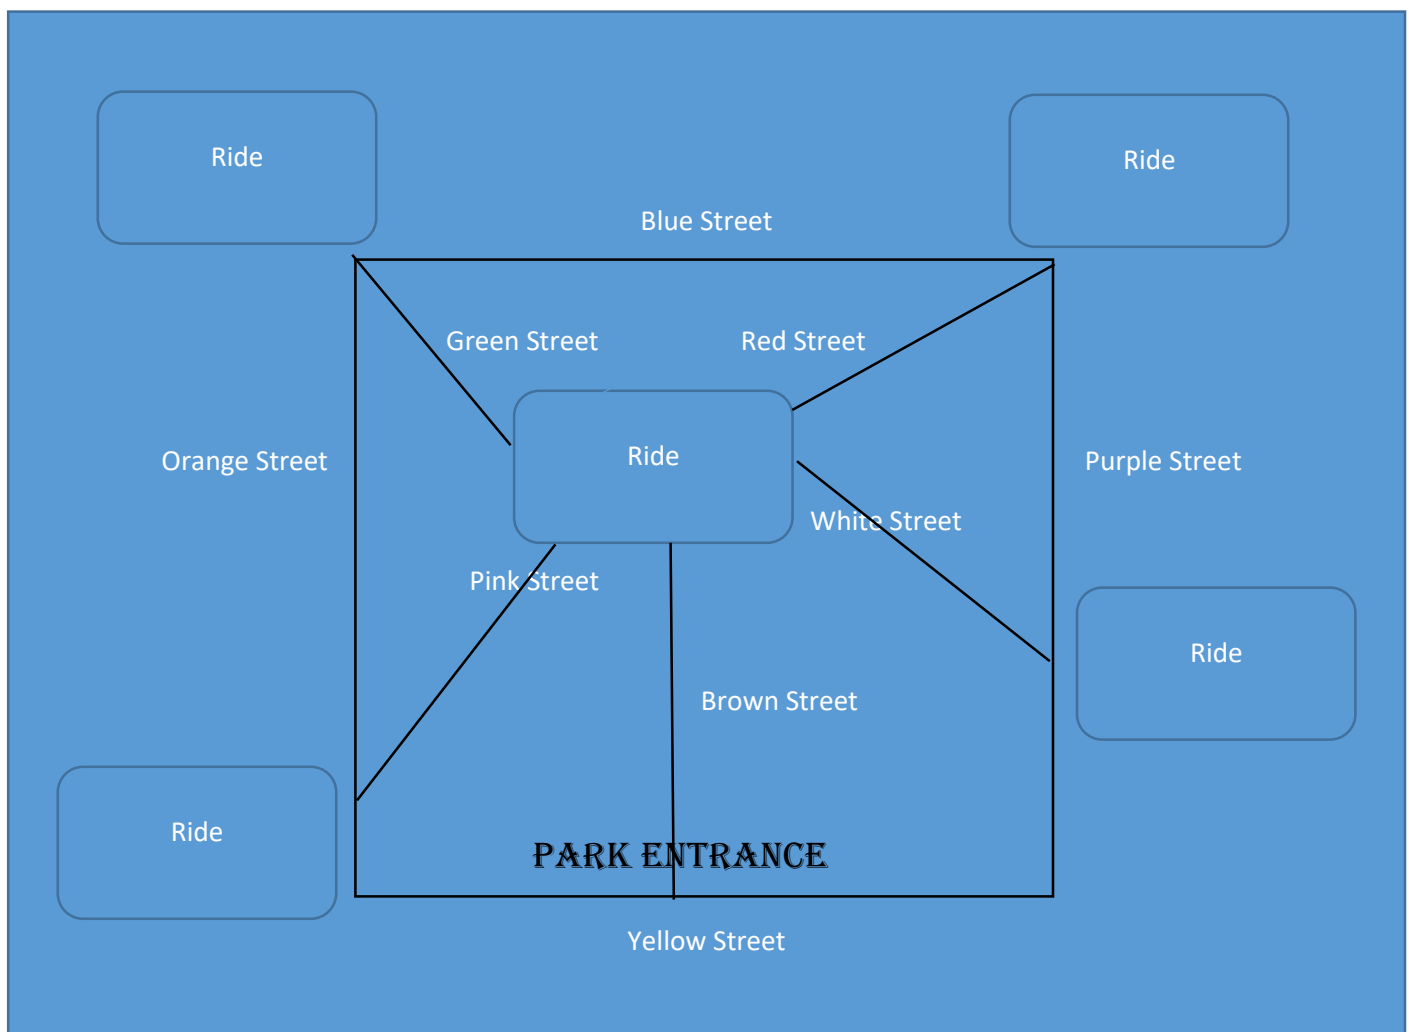 Ride
Ride
Blue Street
Green Street
Red Street
Orange Street
Ride
Purple Street
White Street
Pink Street
Ride
Brown Street
Ride
PARK ENTRANCE
Yellow Street